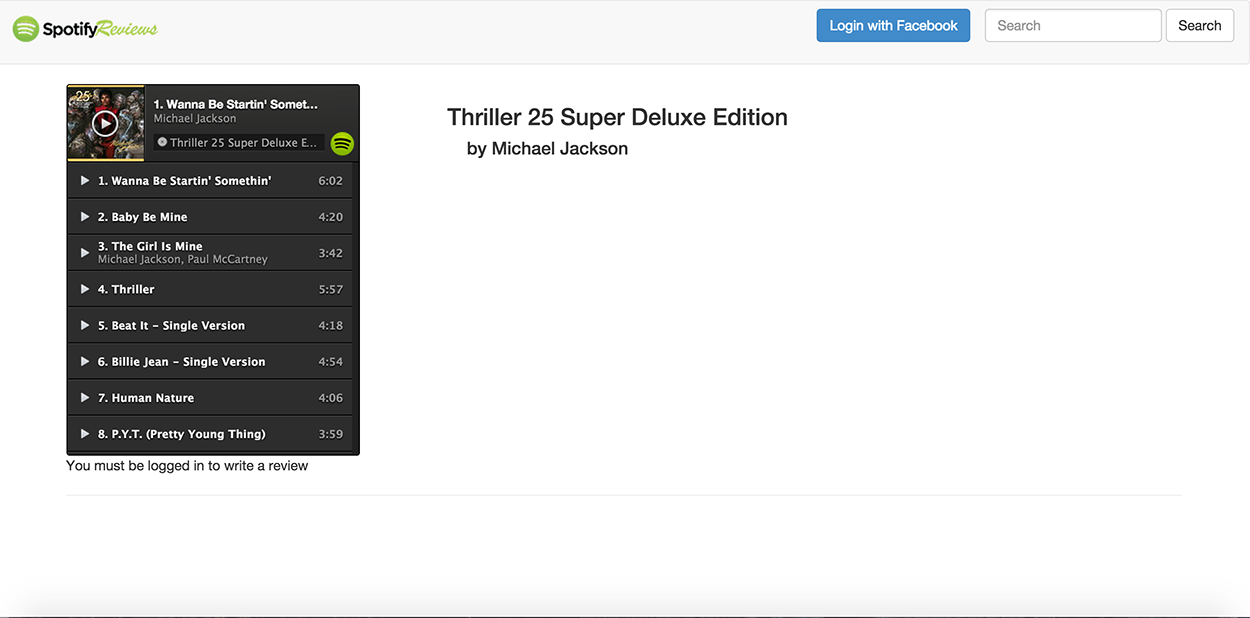 SpotifyReviews
Login with Facebook
Search
Search
25
1. Wanna Be Startin' Somet...
Michael Jackson
Thriller 25 Super Deluxe E...
1. Wanna Be Startin' Somethin' 6:02
2. Baby Be Mine 4:20
3. The Girl Is Mine 3:42
Michael Jackson, Paul McCartney
4. Thriller 5:57
5. Beat It – Single Version 4:18
6. Billie Jean – Single Version 4:54
7. Human Nature 4:06
8. P.Y.T. (Pretty Young Thing) 3:59
You must be logged in to write a review
Thriller 25 Super Deluxe Edition
by Michael Jackson